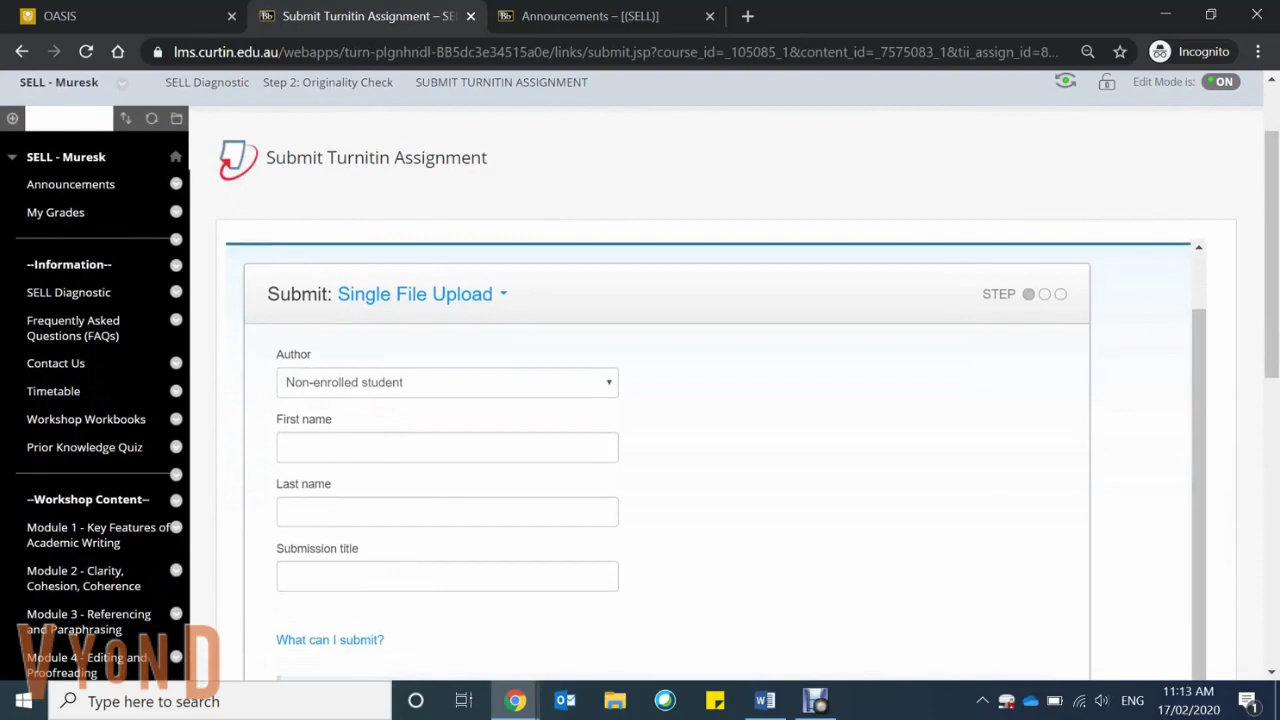 OASIS
Submit Turnitin Assignment – SE
Announcements – [(SELL)]
lms.curtin.edu.au/webapps/turn-plgnhndl-BB5dc3e34515a0e/links/submit.jsp?course_id=_105085_1&content_id=_7575083_1&tii_assign_id=8...
Incognito
SELL - Muresk
SELL Diagnostic
Step 2: Originality Check
SUBMIT TURNITIN ASSIGNMENT
Edit Mode is:
ON
SELL - Muresk
Announcements
My Grades
--Information--
SELL Diagnostic
Frequently Asked
Questions (FAQs)
Contact Us
Timetable
Workshop Workbooks
Prior Knowledge Quiz
--Workshop Content--
Module 1 - Key Features of
Academic Writing
Module 2 - Clarity,
Cohesion, Coherence
Module 3 - Referencing
and Paraphrasing
Module 4 - Editing and
Proofreading
Submit Turnitin Assignment
Submit: Single File Upload
STEP
Author
Non-enrolled student
First name
Last name
Submission title
What can I submit?
VYOND
Type here to search
ENG
11:13 AM
17/02/2020
1